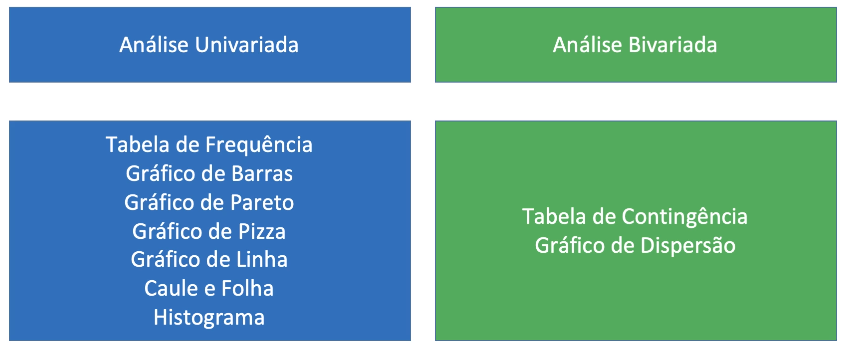 Análise Univariada
Análise Bivariada
Tabela de Frequência
Gráfico de Barras
Gráfico de Pareto
Gráfico de Pizza
Gráfico de Linha
Caule e Folha
Histograma
Tabela de Contingência
Gráfico de Dispersão